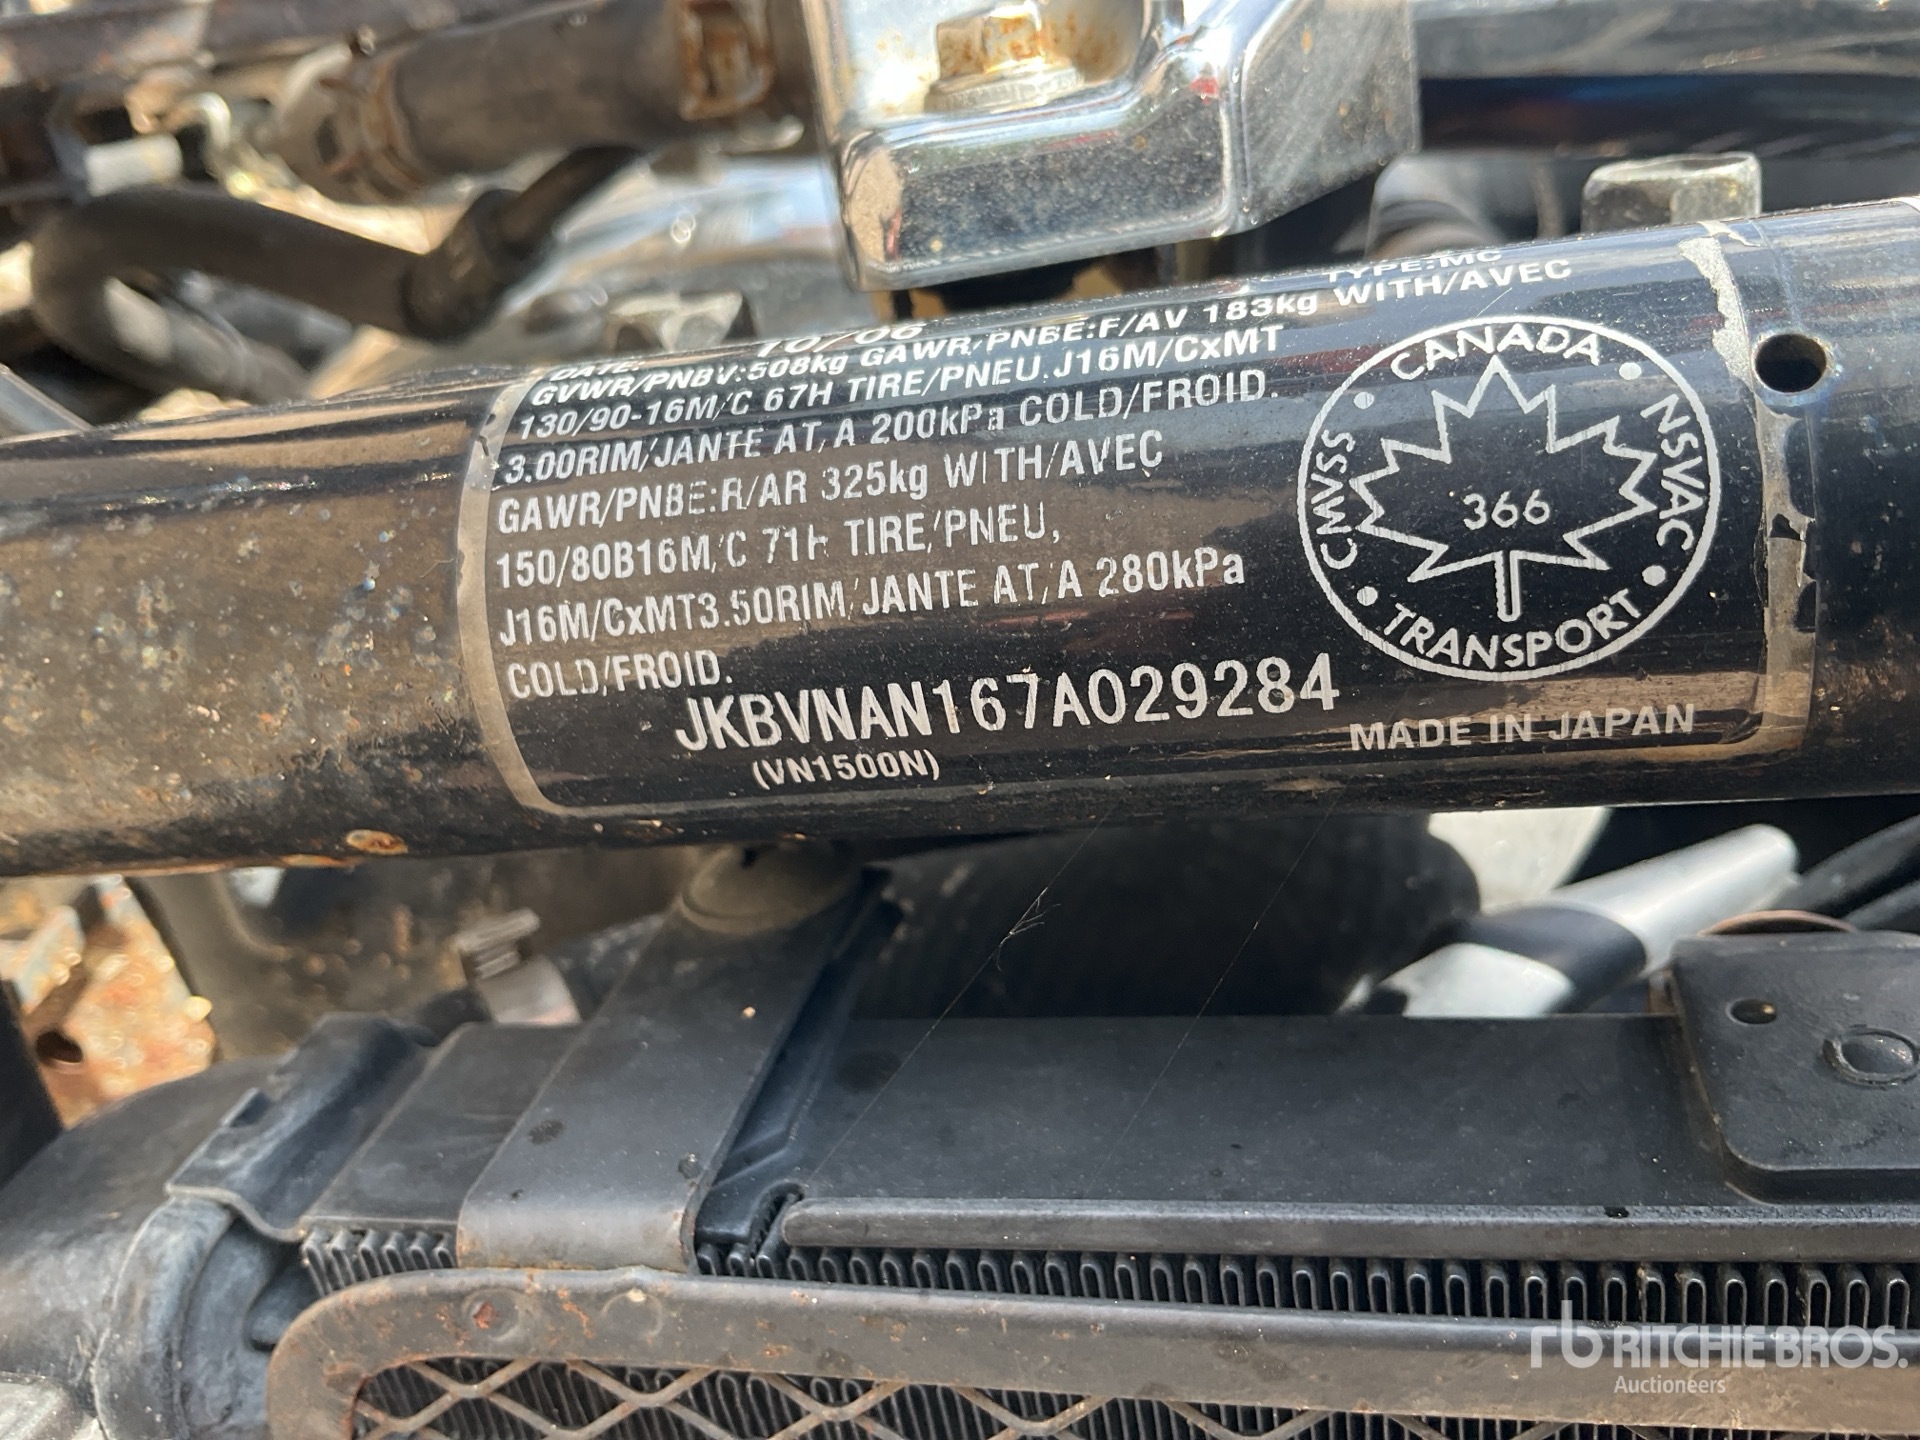 DATE: 10/06 TYPE:MC
GVWR/PNBV:508kg GAWR/PNBE:F/AV 183kg WITH/AVEC
130/90-16M/C 67H TIRE/PNEU.J16M/CxMT
3.00RIM/JANTE AT/A 200kPa COLD/FROID.
GAWR/PNBE:R/AR 325kg WITH/AVEC
150/80B16M/C 71H TIRE/PNEU,
J16M/CxMT3.50RIM/JANTE AT/A 280kPa
COLD/FROID.
JKBVNAN167A029284
(VN1500N)
CANADA
CMVSS
NSVAC
366
TRANSPORT
MADE IN JAPAN
rb RITCHIE BROS.
Auctioneers